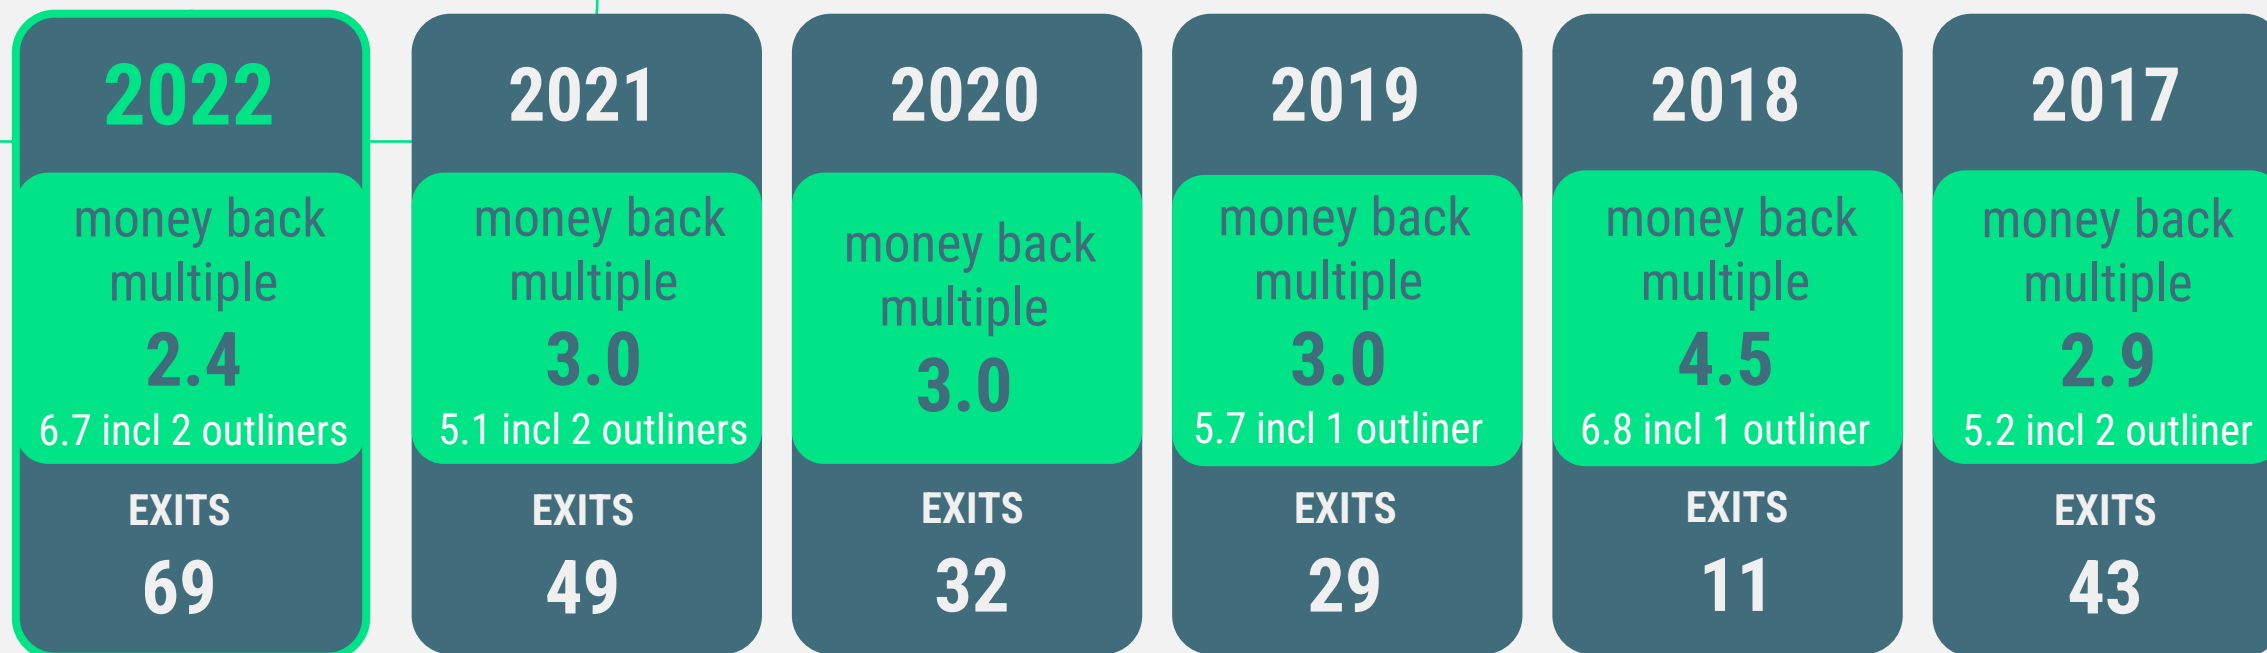 2022
money back
multiple
2.4
6.7 incl 2 outliners
EXITS
69
2021
money back
multiple
3.0
5.1 incl 2 outliners
EXITS
49
2020
money back
multiple
3.0
EXITS
32
2019
money back
multiple
3.0
5.7 incl 1 outliner
EXITS
29
2018
money back
multiple
4.5
6.8 incl 1 outliner
EXITS
11
2017
money back
multiple
2.9
5.2 incl 2 outliner
EXITS
43